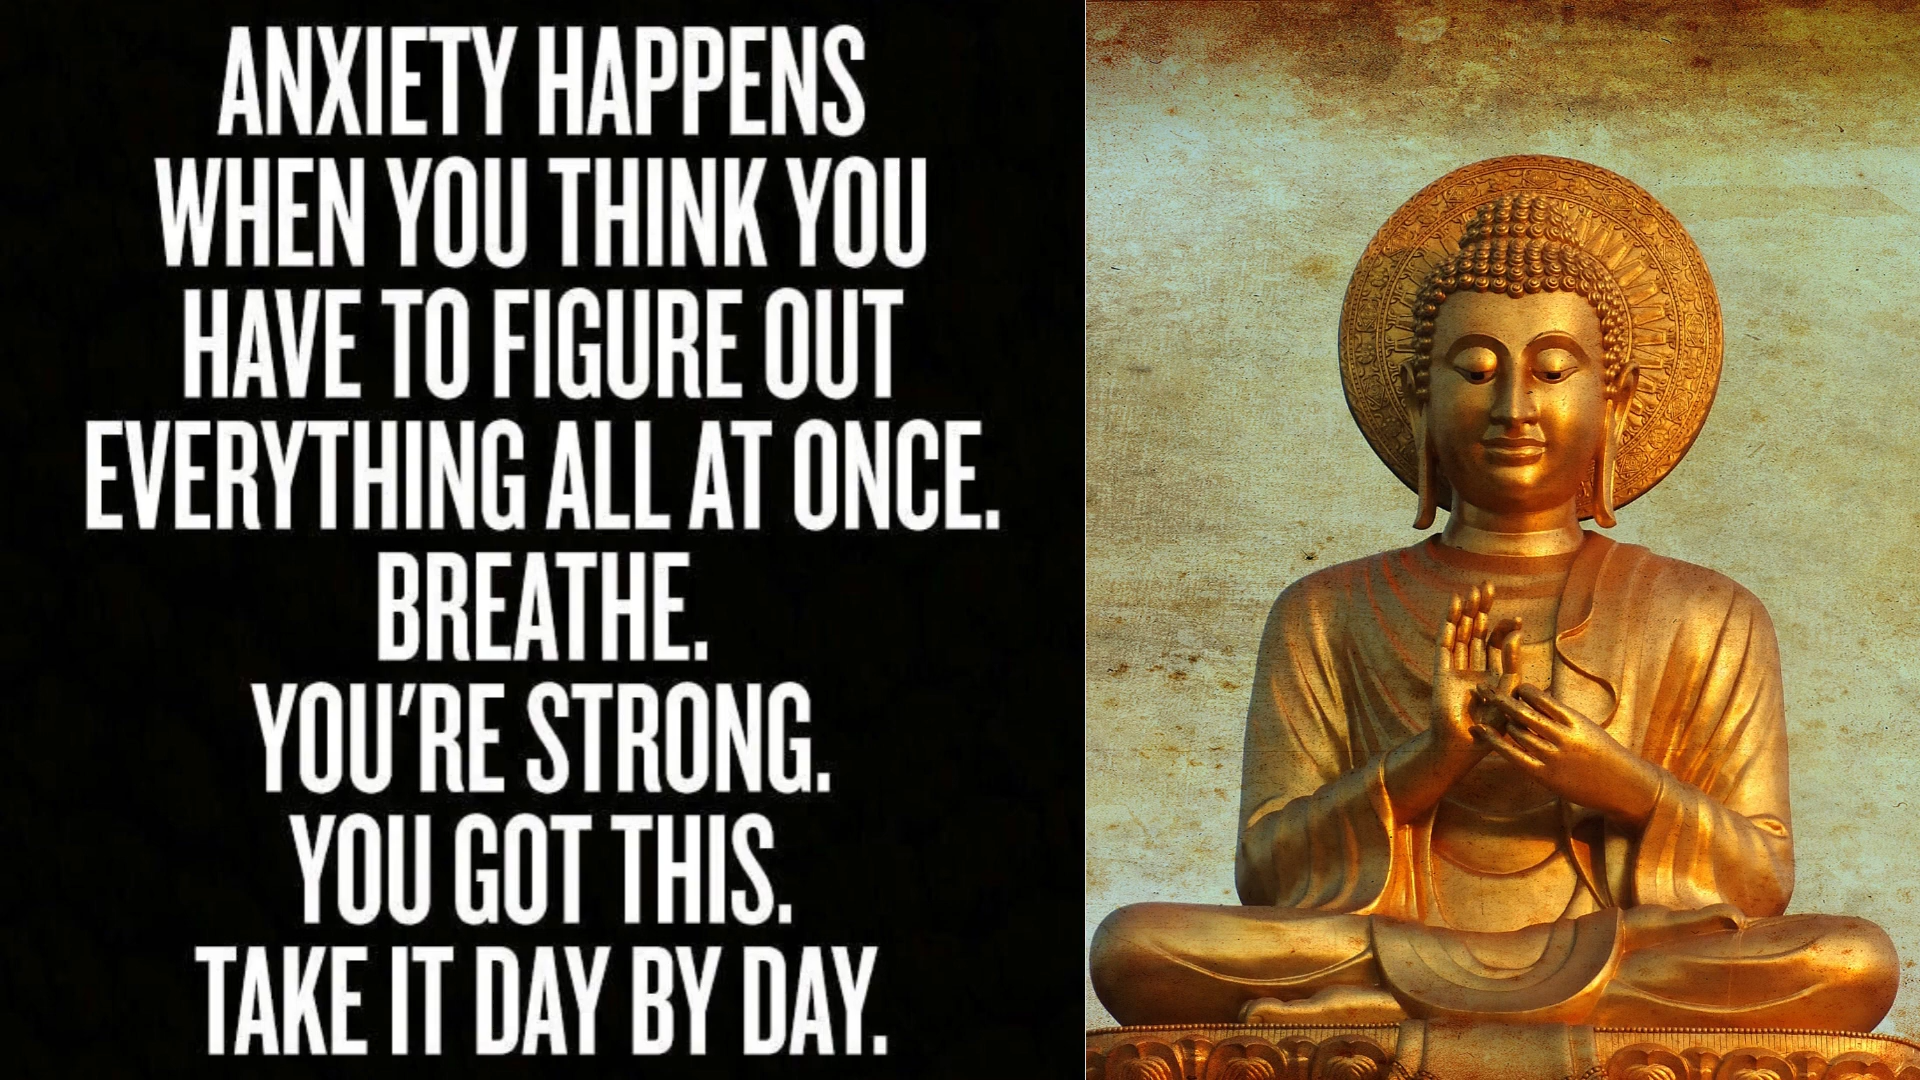 ANXIETY HAPPENS
WHEN YOU THINK YOU
HAVE TO FIGURE OUT
EVERYTHING ALL AT ONCE.
BREATHE.
YOU'RE STRONG.
YOU GOT THIS.
TAKE IT DAY BY DAY.